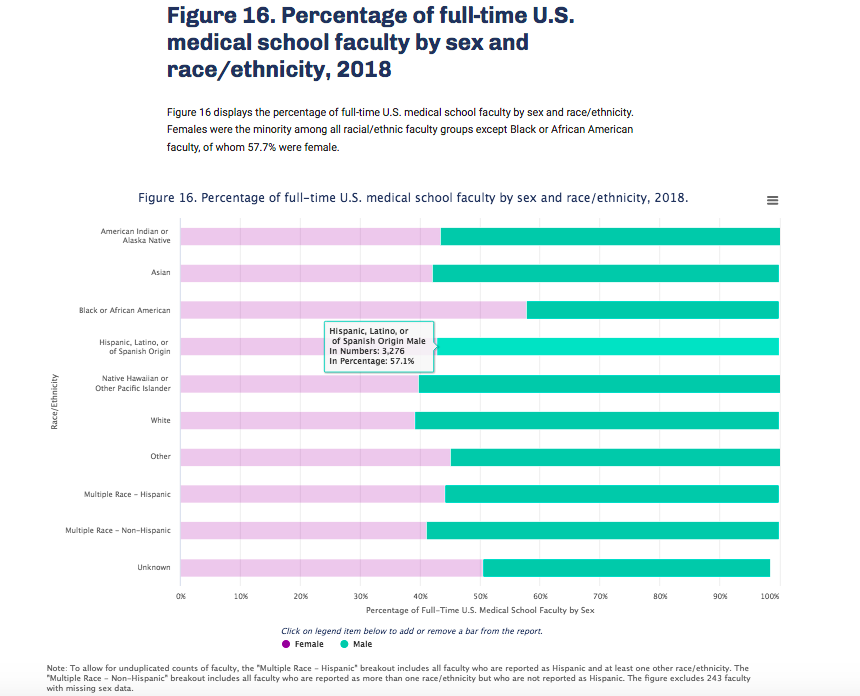 Figure 16. Percentage of full-time U.S.
medical school faculty by sex and
race/ethnicity, 2018
Figure 16 displays the percentage of full-time U.S. medical school faculty by sex and race/ethnicity.
Females were the minority among all racial/ethnic faculty groups except Black or African American
faculty, of whom 57.7% were female.
Figure 16. Percentage of full-time U.S. medical school faculty by sex and race/ethnicity, 2018.
Race/Ethnicity
American Indian or
Alaska Native
Asian
Black or African American
Hispanic, Latino, or
of Spanish Origin
Hispanic, Latino, or
of Spanish Origin Male
In Numbers: 3,276
In Percentage: 57.1%
Native Hawaiian or
Other Pacific Islander
White
Other
Multiple Race - Hispanic
Multiple Race - Non-Hispanic
Unknown
0% 10% 20% 30% 40% 50% 60% 70% 80% 90% 100%
Percentage of Full-Time U.S. Medical School Faculty by Sex
Click on legend item below to add or remove a bar from the report.
Female Male
Note: To allow for unduplicated counts of faculty, the "Multiple Race - Hispanic" breakout includes all faculty who are reported as Hispanic and at least one other race/ethnicity. The
"Multiple Race - Non-Hispanic" breakout includes all faculty who are reported as more than one race/ethnicity but who are not reported as Hispanic. The figure excludes 243 faculty
with missing sex data.